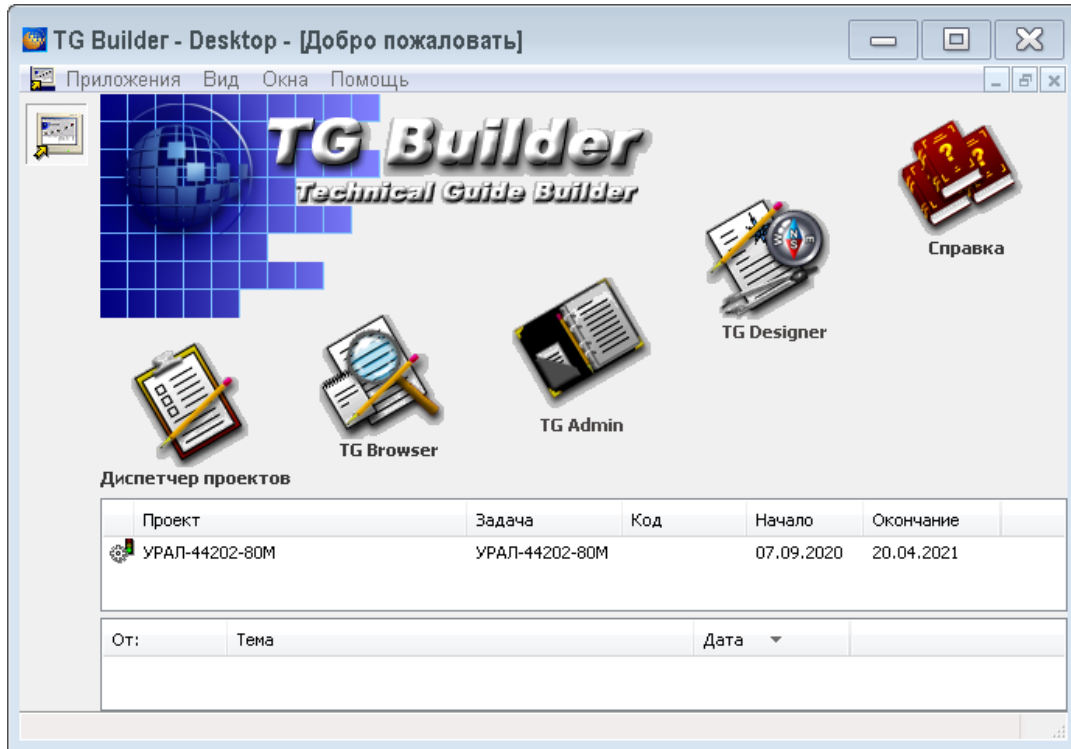 TG Builder - Desktop - [Добро пожаловать]
Приложения Вид Окна Помощь
TG Builder
Technical Guide Builder
Справка
TG Designer
TG Admin
TG Browser
Диспетчер проектов
Проект Задача Код Начало Окончание
УРАЛ-44202-80М УРАЛ-44202-80М 07.09.2020 20.04.2021
От: Тема Дата